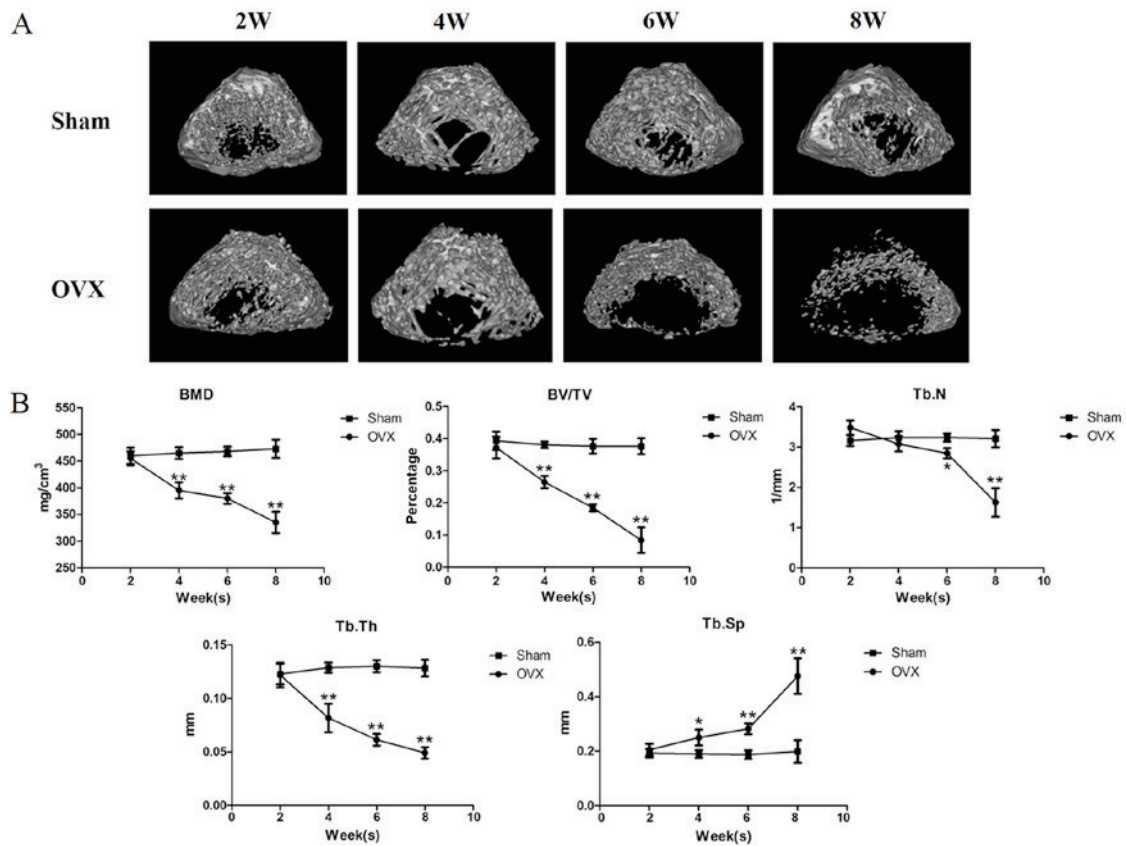 A
2W 4W 6W 8W
Sham
OVX
B
BMD
550
500
450
400
350
300
250
mg/cm³
** ** **
0 2 4 6 8 10
Week(s)
Sham
OVX
BV/TV
0.4
0.3
0.2
0.1
0.0
0.5
Percentage
** ** **
0 2 4 6 8 10
Week(s)
Sham
OVX
Tb.N
4
3
2
1
0
1/mm
* **
0 2 4 6 8 10
Week(s)
Sham
OVX
Tb.Th
0.15
0.10
0.05
0.00
mm
** ** **
0 2 4 6 8 10
Week(s)
Sham
OVX
Tb.Sp
0.6
0.4
0.2
0.0
mm
* ** **
0 2 4 6 8 10
Week(s)
Sham
OVX